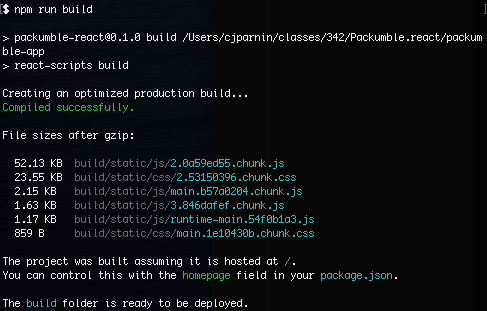 [$ npm run build ]
> packumble-react@0.1.0 build /Users/cjparnin/classes/342/Packumble.react/packum
ble-app
> react-scripts build
Creating an optimized production build...
Compiled successfully.
File sizes after gzip:
52.13 KB build/static/js/2.0a59ed55.chunk.js
23.55 KB build/static/css/2.53150396.chunk.css
2.15 KB build/static/js/main.b57a0204.chunk.js
1.63 KB build/static/js/3.846dafef.chunk.js
1.17 KB build/static/js/runtime-main.54f0b1a3.js
859 B build/static/css/main.1e10430b.chunk.css
The project was built assuming it is hosted at /.
You can control this with the homepage field in your package.json.
The build folder is ready to be deployed.